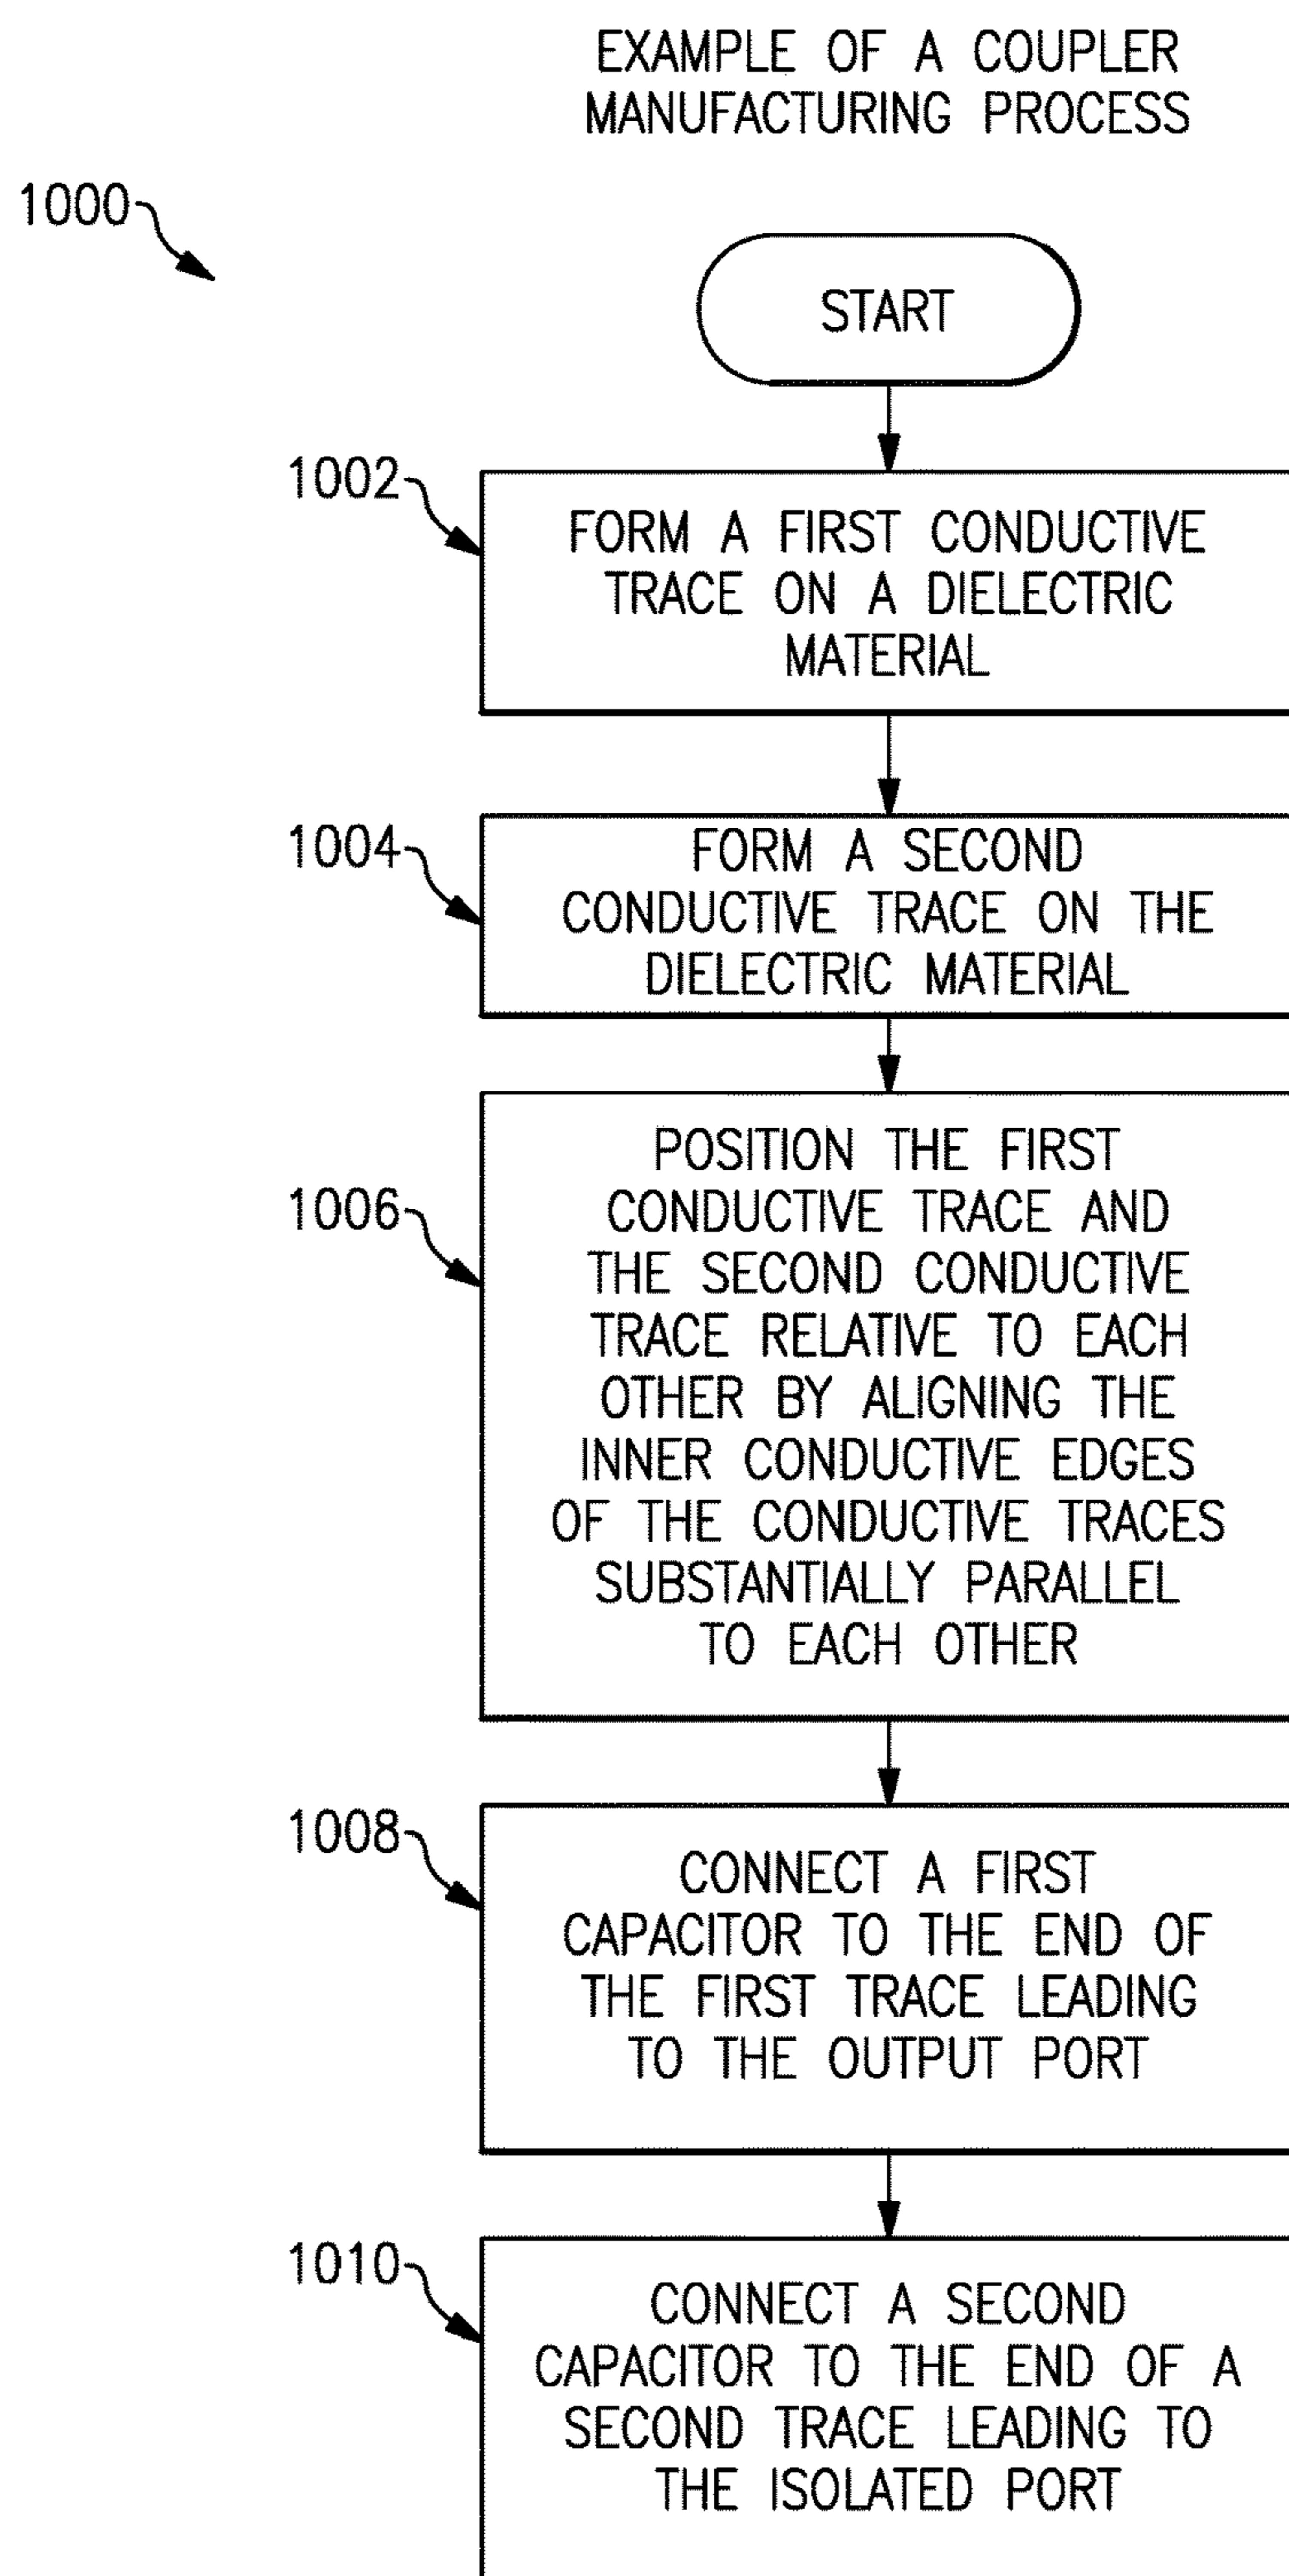 EXAMPLE OF A COUPLER
MANUFACTURING PROCESS
1000
START
1002
FORM A FIRST CONDUCTIVE
TRACE ON A DIELECTRIC
MATERIAL
1004
FORM A SECOND
CONDUCTIVE TRACE ON THE
DIELECTRIC MATERIAL
1006
POSITION THE FIRST
CONDUCTIVE TRACE AND
THE SECOND CONDUCTIVE
TRACE RELATIVE TO EACH
OTHER BY ALIGNING THE
INNER CONDUCTIVE EDGES
OF THE CONDUCTIVE TRACES
SUBSTANTIALLY PARALLEL
TO EACH OTHER
1008
CONNECT A FIRST
CAPACITOR TO THE END OF
THE FIRST TRACE LEADING
TO THE OUTPUT PORT
1010
CONNECT A SECOND
CAPACITOR TO THE END OF A
SECOND TRACE LEADING TO
THE ISOLATED PORT